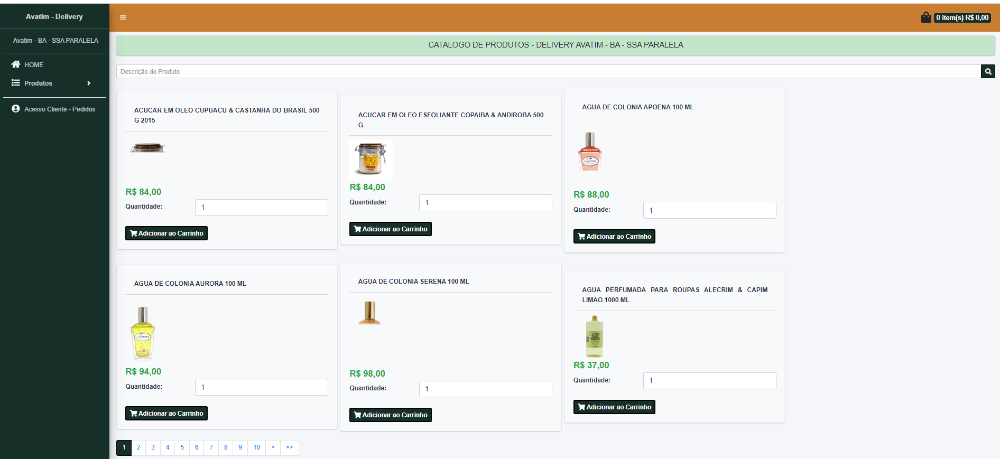 Avatim - Delivery
0 item(s) R$ 0,00
Avatim - BA - SSA PARALELA
HOME
Produtos
Acesso Cliente - Pedidos
CATALOGO DE PRODUTOS - DELIVERY AVATIM - BA - SSA PARALELA
Descrição do Produto
ACUCAR EM OLEO CUPUACU & CASTANHA DO BRASIL 500
G 2015
R$ 84,00
Quantidade:
1
Adicionar ao Carrinho
ACUCAR EM OLEO ESFOLIANTE COPAIBA & ANDIROBA 500
G
R$ 84,00
Quantidade:
1
Adicionar ao Carrinho
AGUA DE COLONIA APOENA 100 ML
R$ 88,00
Quantidade:
1
Adicionar ao Carrinho
AGUA DE COLONIA AURORA 100 ML
R$ 94,00
Quantidade:
1
Adicionar ao Carrinho
AGUA DE COLONIA SERENA 100 ML
R$ 98,00
Quantidade:
1
Adicionar ao Carrinho
AGUA PERFUMADA PARA ROUPAS ALECRIM & CAPIM
LIMAO 1000 ML
R$ 37,00
Quantidade:
1
Adicionar ao Carrinho
1 2 3 4 5 6 7 8 9 10 > >>